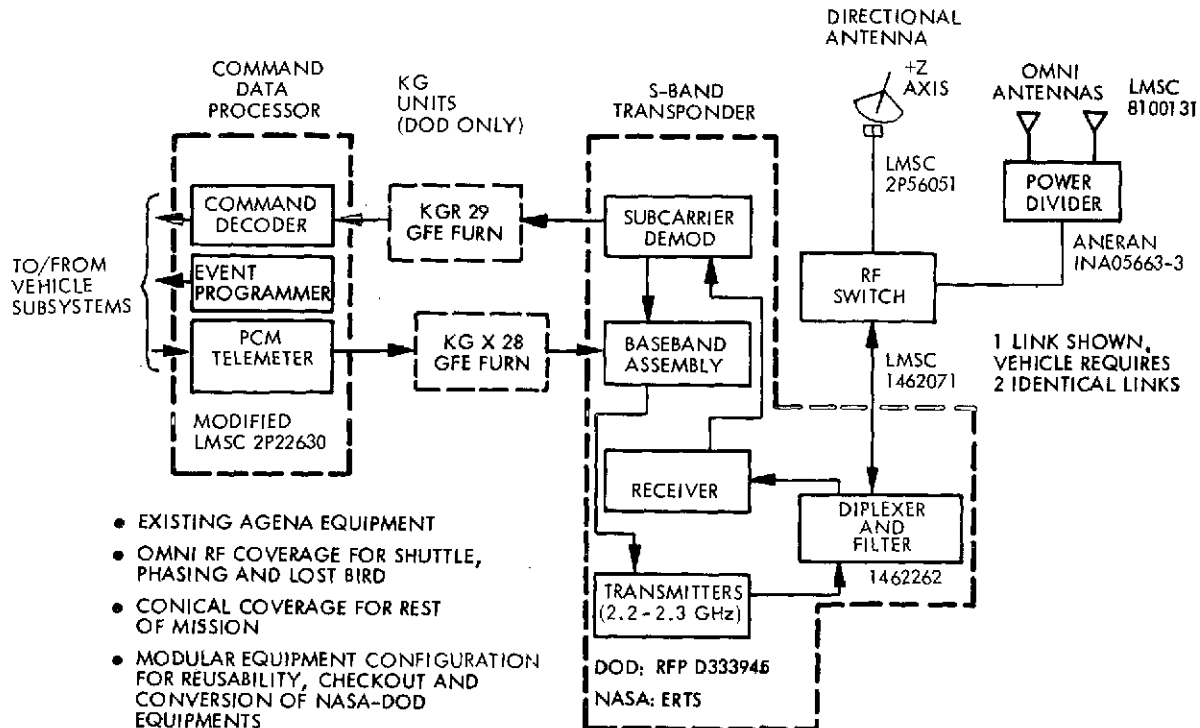 DIRECTIONAL
ANTENNA
+Z
AXIS
OMNI
ANTENNAS
LMSC
8100131
COMMAND
DATA
PROCESSOR
KG
UNITS
(DOD ONLY)
S-BAND
TRANSPONDER
LMSC
2P56051
POWER
DIVIDER
COMMAND
DECODER
KGR 29
GFE FURN
SUBCARRIER
DEMOD
ANERAN
INA05663-3
TO/FROM
VEHICLE
SUBSYSTEMS
EVENT
PROGRAMMER
RF
SWITCH
PCM
TELEMETER
KG X 28
GFE FURN
BASEBAND
ASSEMBLY
LMSC
1462071
1 LINK SHOWN,
VEHICLE REQUIRES
2 IDENTICAL LINKS
MODIFIED
LMSC 2P22630
RECEIVER
DIPLEXER
AND
FILTER
1462262
TRANSMITTERS
(2.2-2.3 GHz)
DOD: RFP D333946
NASA: ERTS
• EXISTING AGENA EQUIPMENT
• OMNI RF COVERAGE FOR SHUTTLE,
PHASING AND LOST BIRD
• CONICAL COVERAGE FOR REST
OF MISSION
• MODULAR EQUIPMENT CONFIGURATION
FOR REUSABILITY, CHECKOUT AND
CONVERSION OF NASA-DOD
EQUIPMENTS